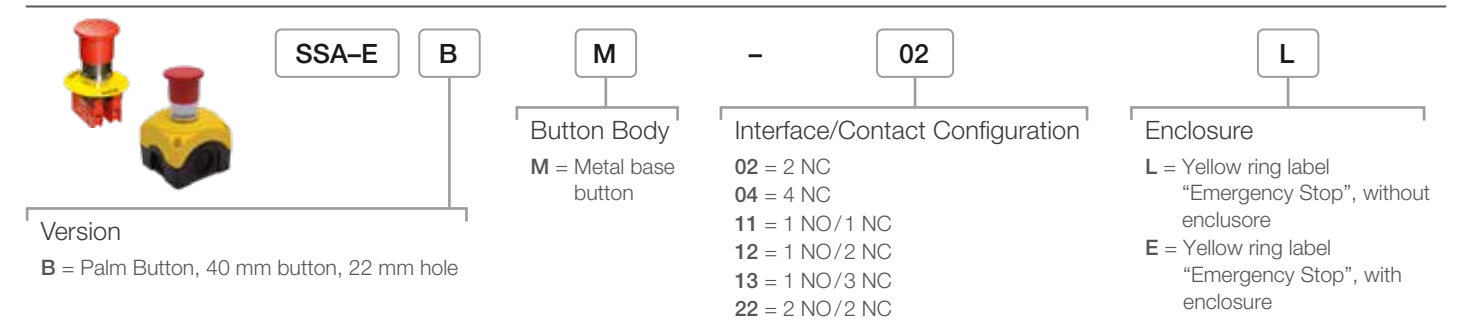 SSA–E B M – 02 L
Version
B = Palm Button, 40 mm button, 22 mm hole
Button Body
M = Metal base
button
Interface/Contact Configuration
02 = 2 NC
04 = 4 NC
11 = 1 NO/1 NC
12 = 1 NO/2 NC
13 = 1 NO/3 NC
22 = 2 NO/2 NC
Enclosure
L = Yellow ring label
“Emergency Stop”, without
enclusore
E = Yellow ring label
“Emergency Stop”, with
enclosure